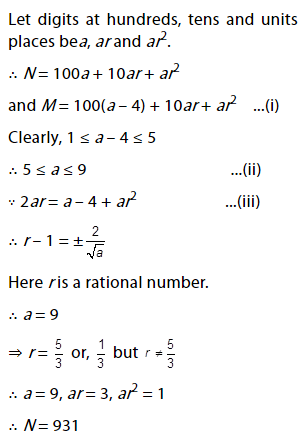 Let digits at hundreds, tens and units
places be a, ar and ar².
∴ N = 100a + 10ar + ar²
and M = 100(a – 4) + 10ar + ar² ...(i)
Clearly, 1 ≤ a – 4 ≤ 5
∴ 5 ≤ a ≤ 9 ...(ii)
∵ 2ar = a – 4 + ar² ...(iii)
∴ r – 1 = ± 2/√a
Here r is a rational number.
∴ a = 9
⇒ r = 5/3 or, 1/3 but r ≠ 5/3
∴ a = 9, ar = 3, ar² = 1
∴ N = 931